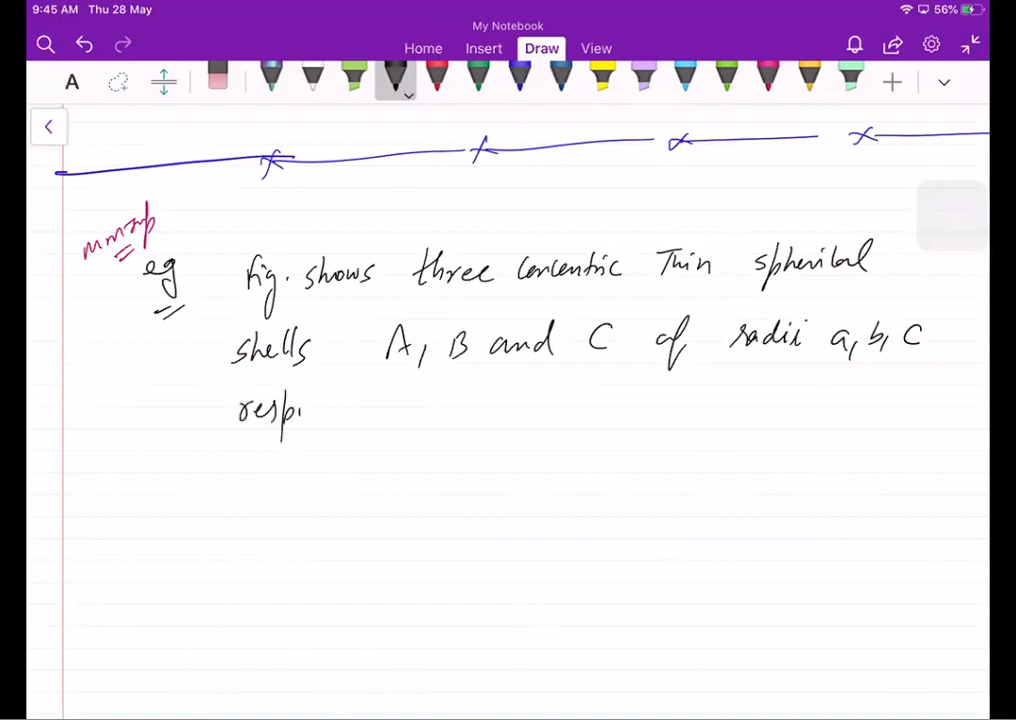 9:45 AM Thu 28 May
56%
My Notebook
Home Insert Draw View
A
eg fig. shows three concentric Thin spherical
shells A, B and C of radii a, b, C
resp.